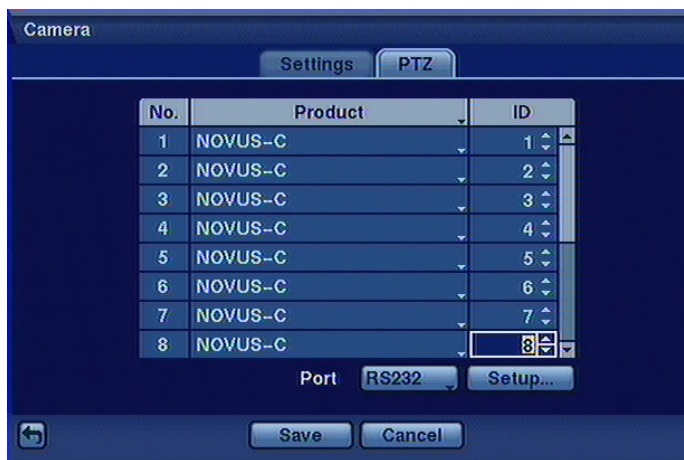 Camera
Settings PTZ
No. Product ID
1 NOVUS-C 1
2 NOVUS-C 2
3 NOVUS-C 3
4 NOVUS-C 4
5 NOVUS-C 5
6 NOVUS-C 6
7 NOVUS-C 7
8 NOVUS-C 8
Port RS232 Setup...
Save Cancel